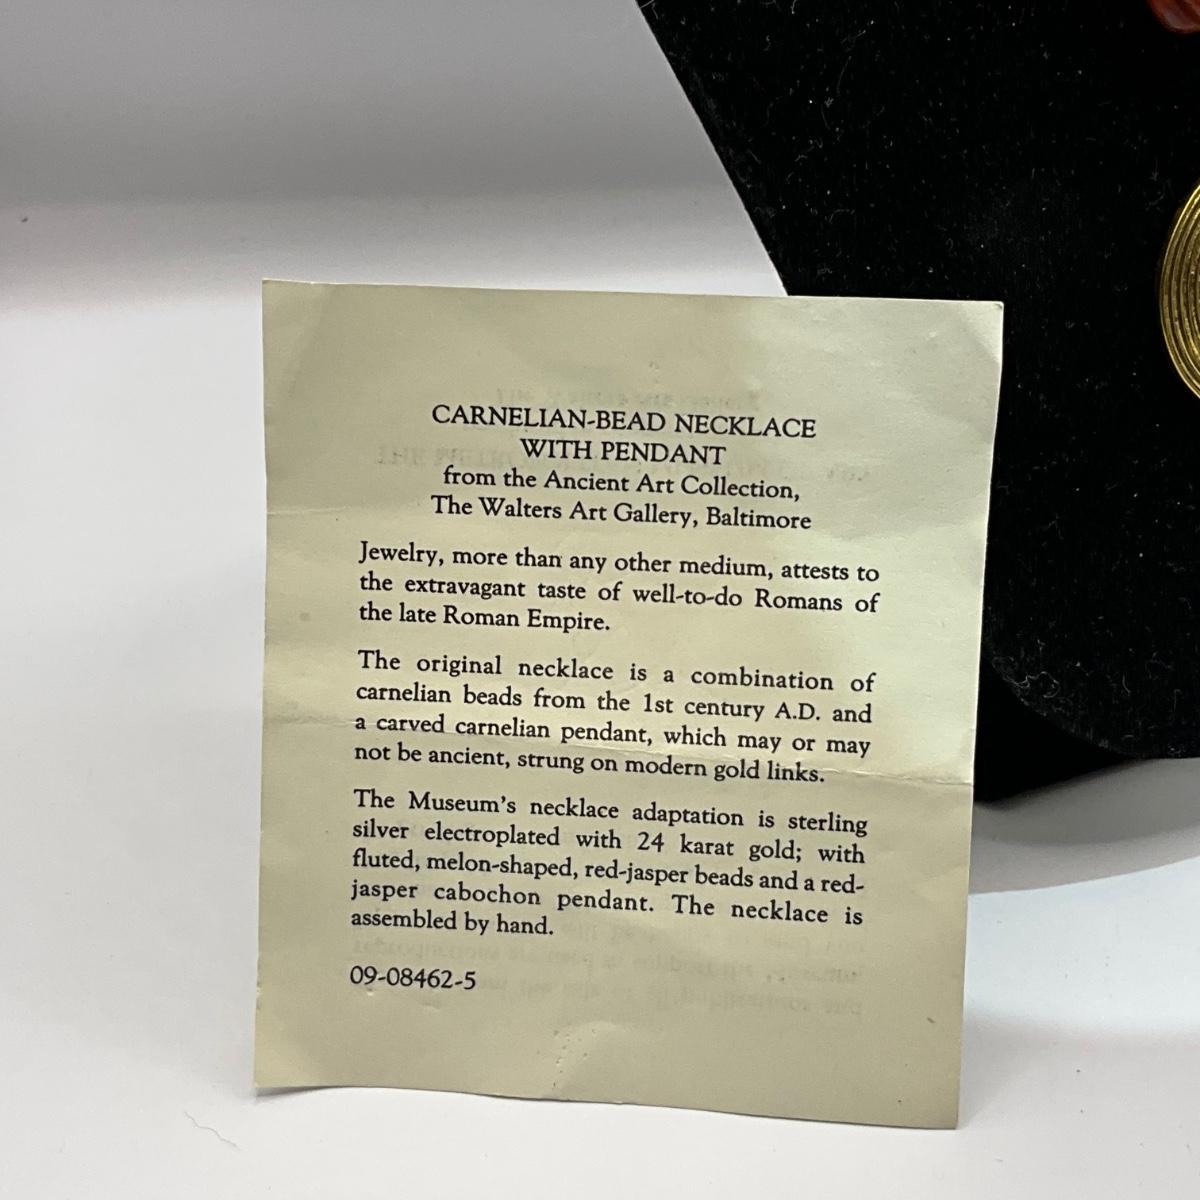 CARNELIAN-BEAD NECKLACE
WITH PENDANT
from the Ancient Art Collection,
The Walters Art Gallery, Baltimore
Jewelry, more than any other medium, attests to
the extravagant taste of well-to-do Romans of
the late Roman Empire.
The original necklace is a combination of
carnelian beads from the 1st century A.D. and
a carved carnelian pendant, which may or may
not be ancient, strung on modern gold links.
The Museum's necklace adaptation is sterling
silver electroplated with 24 karat gold; with
fluted, melon-shaped, red-jasper beads and a red-
jasper cabochon pendant. The necklace is
assembled by hand.
09-08462-5